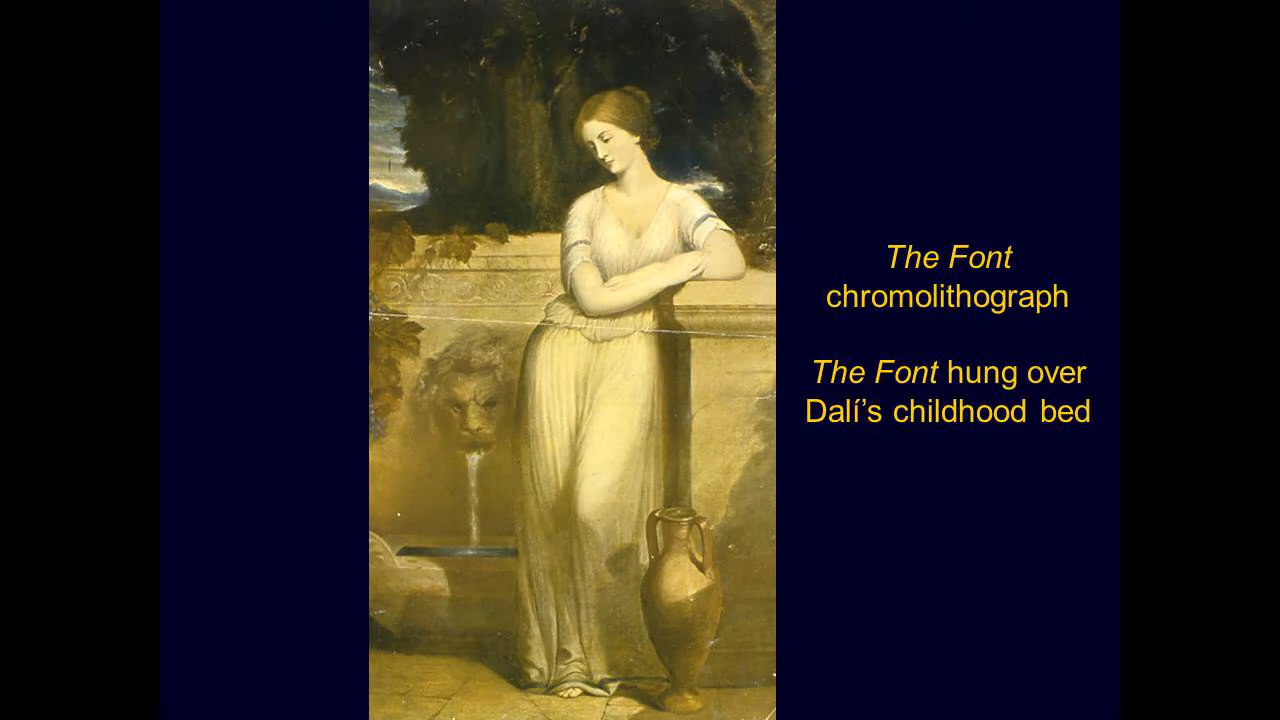 The Font
chromolithograph
The Font hung over
Dalí’s childhood bed